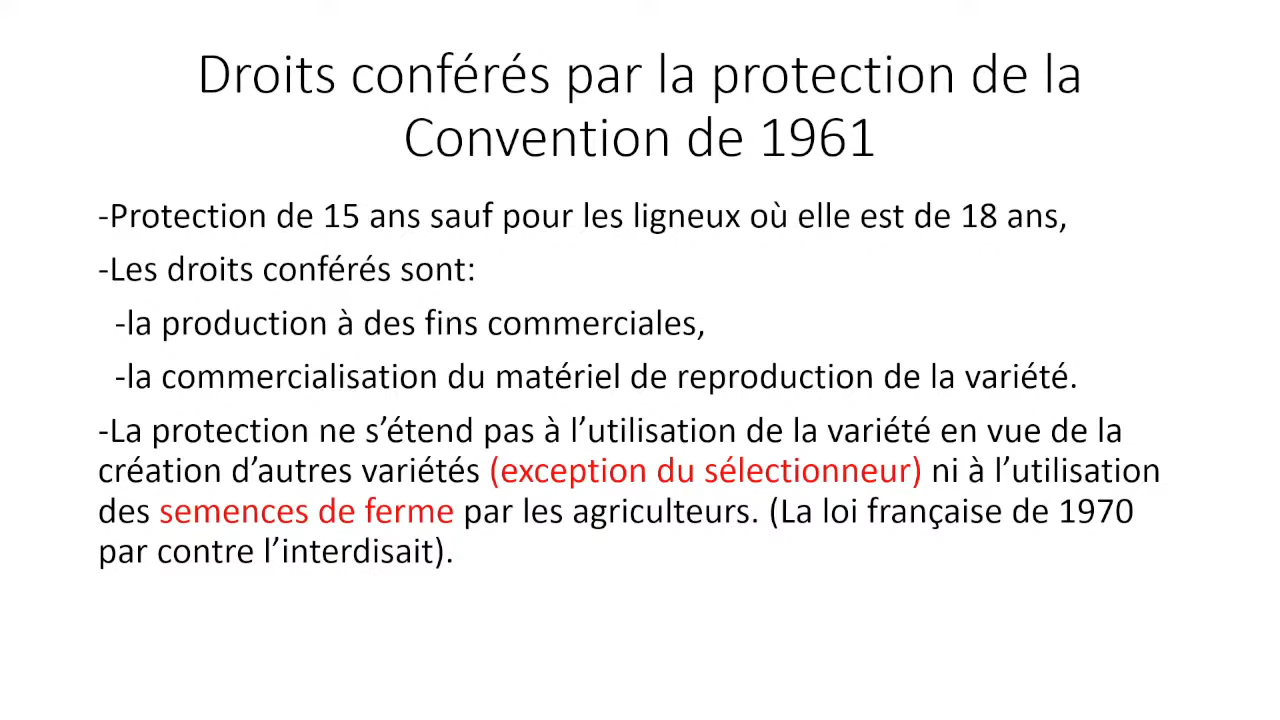 Droits conférés par la protection de la
Convention de 1961
-Protection de 15 ans sauf pour les ligneux où elle est de 18 ans,
-Les droits conférés sont:
-la production à des fins commerciales,
-la commercialisation du matériel de reproduction de la variété.
-La protection ne s’étend pas à l’utilisation de la variété en vue de la
création d’autres variétés (exception du sélectionneur) ni à l’utilisation
des semences de ferme par les agriculteurs. (La loi française de 1970
par contre l’interdisait).